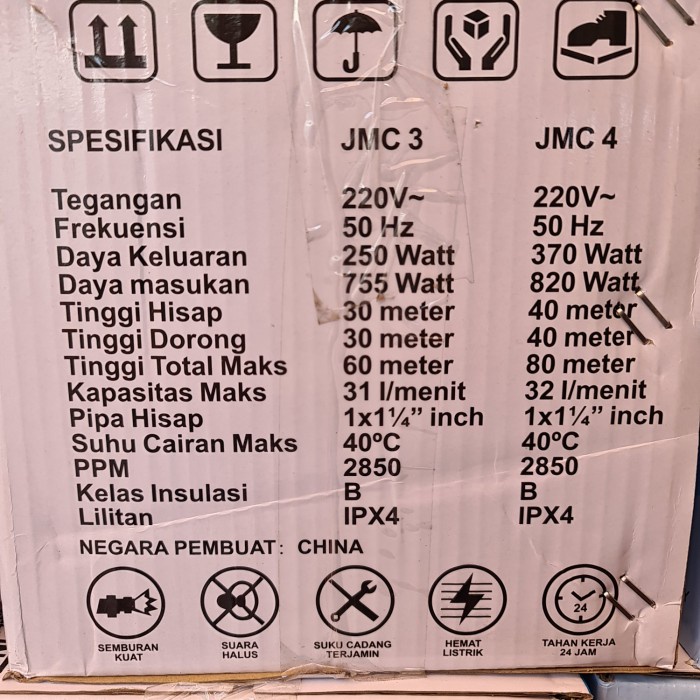 SPESIFIKASI JMC 3 JMC 4
Tegangan 220V~ 220V~
Frekuensi 50 Hz 50 Hz
Daya Keluaran 250 Watt 370 Watt
Daya masukan 755 Watt 820 Watt
Tinggi Hisap 30 meter 40 meter
Tinggi Dorong 30 meter 40 meter
Tinggi Total Maks 60 meter 80 meter
Kapasitas Maks 31 l/menit 32 l/menit
Pipa Hisap 1x1¼” inch 1x1¼” inch
Suhu Cairan Maks 40ºC 40ºC
PPM 2850 2850
Kelas Insulasi B B
Lilitan IPX4 IPX4
NEGARA PEMBUAT: CHINA
24
SEMBURAN KUAT
SUARA HALUS
SUKU CADANG TERJAMIN
HEMAT LISTRIK
TAHAN KERJA 24 JAM